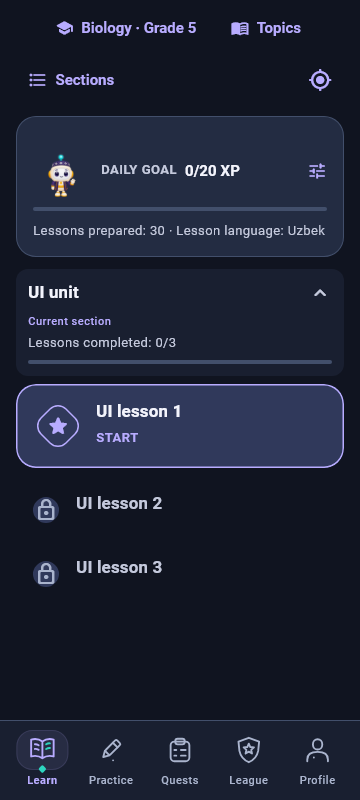 Biology · Grade 5
Topics
Sections
DAILY GOAL 0/20 XP
Lessons prepared: 30 · Lesson language: Uzbek
UI unit
Current section
Lessons completed: 0/3
UI lesson 1
START
UI lesson 2
UI lesson 3
Learn Practice Quests League Profile